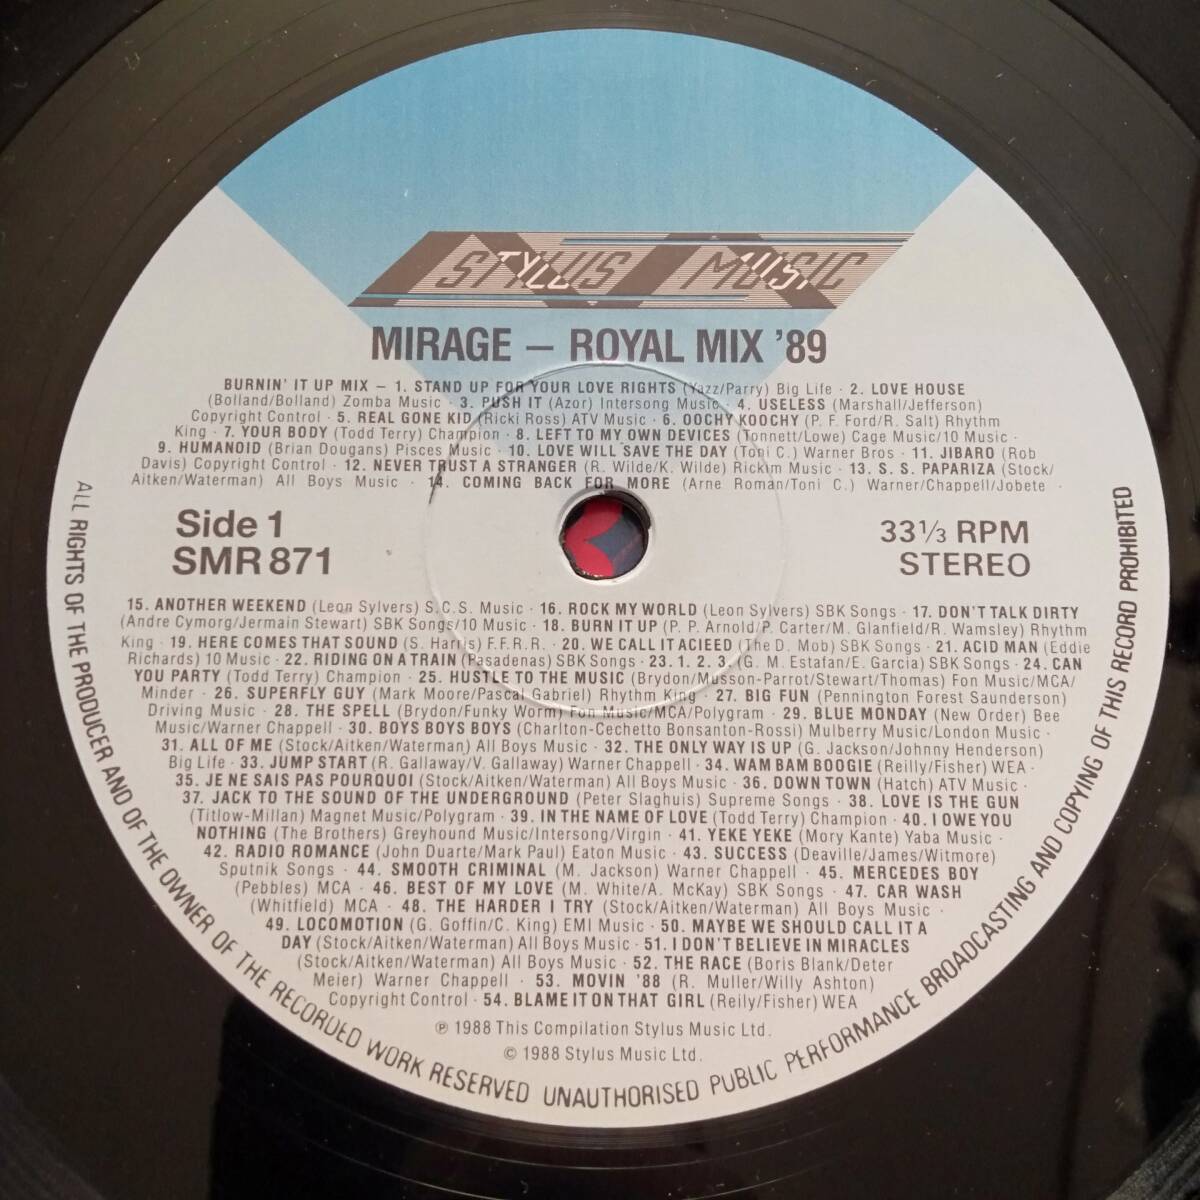 STYLUS MUSIC
MIRAGE – ROYAL MIX '89
BURNIN' IT UP MIX – 1. STAND UP FOR YOUR LOVE RIGHTS (Yazz/Parry) Big Life · 2. LOVE HOUSE
(Bolland/Bolland) Zomba Music · 3. PUSH IT (Azor) Intersong Music · 4. USELESS (Marshall/Jefferson)
Copyright Control · 5. REAL GONE KID (Ricki Ross) ATV Music · 6. OOCHY KOOCHY (P. F. Ford/R. Salt) Rhythm
King · 7. YOUR BODY (Todd Terry) Champion · 8. LEFT TO MY OWN DEVICES (Tonnett/Lowe) Cage Music/10 Music ·
9. HUMANOID (Brian Dougans) Pisces Music · 10. LOVE WILL SAVE THE DAY (Toni C.) Warner Bros · 11. JIBARO (Rob
Davis) Copyright Control · 12. NEVER TRUST A STRANGER (R. Wilde/K. Wilde) Rickim Music · 13. S. S. PAPARIZA (Stock/
Aitken/Waterman) All Boys Music · 14. COMING BACK FOR MORE (Arne Roman/Toni C.) Warner/Chappell/Jobete ·
Side 1
SMR 871
33⅓ RPM
STEREO
15. ANOTHER WEEKEND (Leon Sylvers) S.C.S. Music · 16. ROCK MY WORLD (Leon Sylvers) SBK Songs · 17. DON'T TALK DIRTY
(Andre Cymorg/Jermain Stewart) SBK Songs/10 Music · 18. BURN IT UP (P. P. Arnold/P. Carter/M. Glanfield/R. Wamsley) Rhythm
King · 19. HERE COMES THAT SOUND (S. Harris) F.F.R.R. · 20. WE CALL IT ACIEED (The D. Mob) SBK Songs · 21. ACID MAN (Eddie
Richards) 10 Music · 22. RIDING ON A TRAIN (Pasadenas) SBK Songs · 23. 1. 2. 3. (G. M. Estafan/E. Garcia) SBK Songs · 24. CAN
YOU PARTY (Todd Terry) Champion · 25. HUSTLE TO THE MUSIC (Brydon/Musson-Parrot/Stewart/Thomas) Fon Music/MCA/
Minder · 26. SUPERFLY GUY (Mark Moore/Pascal Gabriel) Rhythm King · 27. BIG FUN (Pennington Forest Saunderson)
Driving Music · 28. THE SPELL (Brydon/Funky Worm) Fon Music/MCA/Polygram · 29. BLUE MONDAY (New Order) Bee
Music/Warner Chappell · 30. BOYS BOYS BOYS (Charlton-Cechetto Bonsanton-Rossi) Mulberry Music/London Music ·
31. ALL OF ME (Stock/Aitken/Waterman) All Boys Music · 32. THE ONLY WAY IS UP (G. Jackson/Johnny Henderson)
Big Life · 33. JUMP START (R. Gallaway/V. Gallaway) Warner Chappell · 34. WAM BAM BOOGIE (Reilly/Fisher) WEA ·
35. JE NE SAIS PAS POURQUOI (Stock/Aitken/Waterman) All Boys Music · 36. DOWN TOWN (Hatch) ATV Music ·
37. JACK TO THE SOUND OF THE UNDERGROUND (Peter Slaghuis) Supreme Songs · 38. LOVE IS THE GUN
(Titlow-Millan) Magnet Music/Polygram · 39. IN THE NAME OF LOVE (Todd Terry) Champion · 40. I OWE YOU
NOTHING (The Brothers) Greyhound Music/Intersong/Virgin · 41. YEKE YEKE (Mory Kante) Yaba Music ·
42. RADIO ROMANCE (John Duarte/Mark Paul) Eaton Music · 43. SUCCESS (Deaville/James/Witmore)
Sputnik Songs · 44. SMOOTH CRIMINAL (M. Jackson) Warner Chappell · 45. MERCEDES BOY
(Pebbles) MCA · 46. BEST OF MY LOVE (M. White/A. McKay) SBK Songs · 47. CAR WASH
(Whitfield) MCA · 48. THE HARDER I TRY (Stock/Aitken/Waterman) All Boys Music ·
49. LOCOMOTION (G. Goffin/C. King) EMI Music · 50. MAYBE WE SHOULD CALL IT A
DAY (Stock/Aitken/Waterman) All Boys Music · 51. I DON'T BELIEVE IN MIRACLES
(Stock/Aitken/Waterman) All Boys Music · 52. THE RACE (Boris Blank/Deter
Meier) Warner Chappell · 53. MOVIN '88 (R. Muller/Willy Ashton)
Copyright Control · 54. BLAME IT ON THAT GIRL (Reily/Fisher) WEA
℗ 1988 This Compilation Stylus Music Ltd.
© 1988 Stylus Music Ltd.
ALL RIGHTS OF THE PRODUCER AND OF THE OWNER OF THE RECORDED WORK RESERVED UNAUTHORISED PUBLIC PERFORMANCE BROADCASTING AND COPYING OF THIS RECORD PROHIBITED